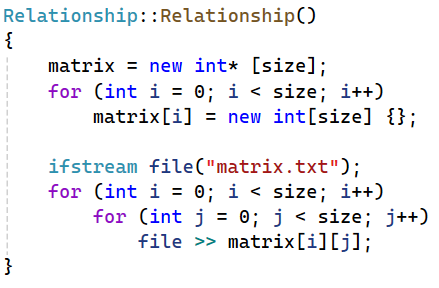 Relationship::Relationship()
{
    matrix = new int* [size];
    for (int i = 0; i < size; i++)
        matrix[i] = new int[size] {};

    ifstream file("matrix.txt");
    for (int i = 0; i < size; i++)
        for (int j = 0; j < size; j++)
            file >> matrix[i][j];
}